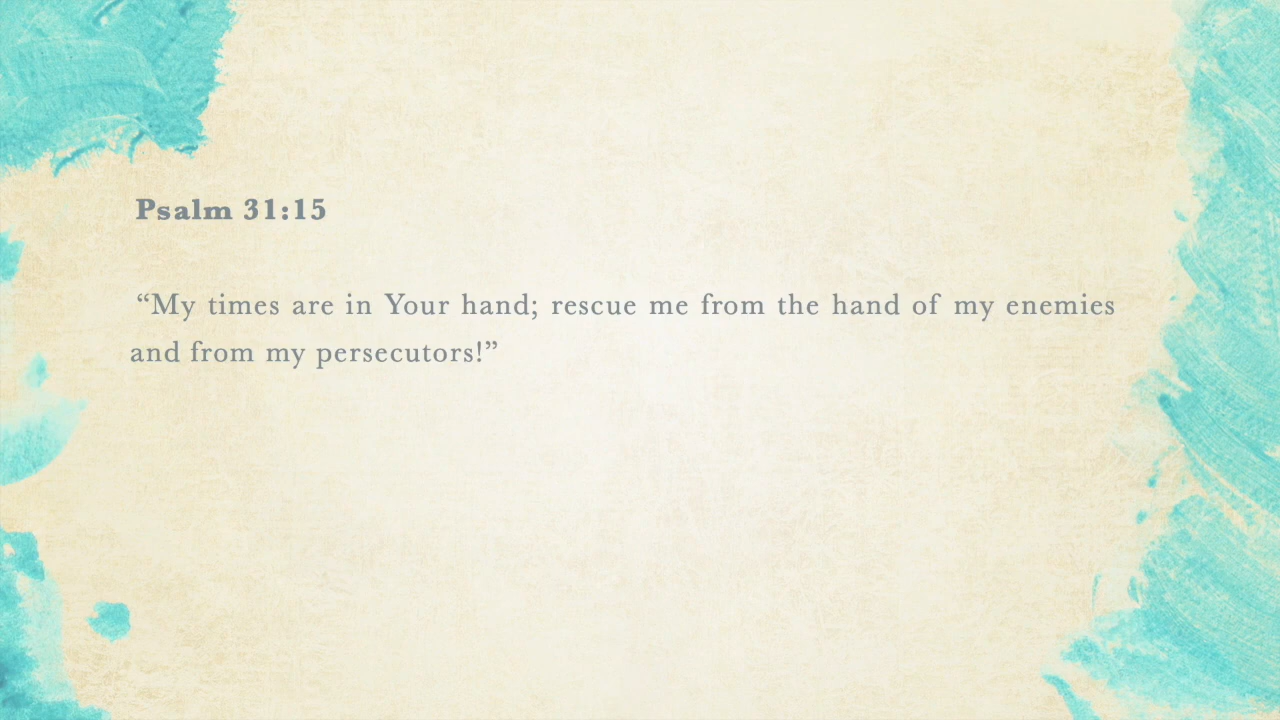 Psalm 31:15
“My times are in Your hand; rescue me from the hand of my enemies
and from my persecutors!”